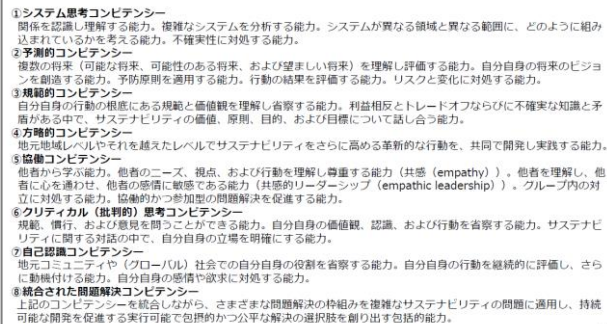 ①システム思考コンピテンシー
関係を認識し理解する能力。複雑なシステムを分析する能力。システムが異なる領域と異なる範囲に、どのように組み
込まれているかを考える能力。不確実性に対処する能力。
②予測的コンピテンシー
複数の将来（可能な将来、可能性のある将来、および望ましい将来）を理解し評価する能力。自分自身の将来のビジョ
ンを創造する能力。予防原則を適用する能力。行動の結果を評価する能力。リスクと変化に対処する能力。
③規範的コンピテンシー
自分自身の行動の根底にある規範と価値観を理解し省察する能力。利益相反とトレードオフならびに不確実な知識と矛
盾がある中で、サステナビリティの価値、原則、目的、および目標について話し合う能力。
④方略的コンピテンシー
地元地域レベルやそれを越えたレベルでサステナビリティをさらに高める革新的な行動を、共同で開発し実践する能力。
⑤協働コンピテンシー
他者から学ぶ能力。他者のニーズ、視点、および行動を理解し尊重する能力（共感（empathy））。他者を理解し、他
者に心を通わせ、他者の感情に敏感である能力（共感的リーダーシップ（empathic leadership））。グループ内の対
立に対処する能力。協働的かつ参加型の問題解決を促進する能力。
⑥クリティカル（批判的）思考コンピテンシー
規範、慣行、および意見を問うことができる能力。自分自身の価値観、認識、および行動を省察する能力。サステナビ
リティに関する対話の中で、自分自身の立場を明確にする能力。
⑦自己認識コンピテンシー
地元コミュニティや（グローバル）社会での自分自身の役割を省察する能力。自分自身の行動を継続的に評価し、さら
に動機付ける能力。自分自身の感情や欲求に対処する能力。
⑧統合された問題解決コンピテンシー
上記のコンピテンシーを統合しながら、さまざまな問題解決の枠組みを複雑なサステナビリティの問題に適用し、持続
可能な開発を促進する実行可能で包摂的かつ公平な解決の選択肢を創り出す包括的能力。